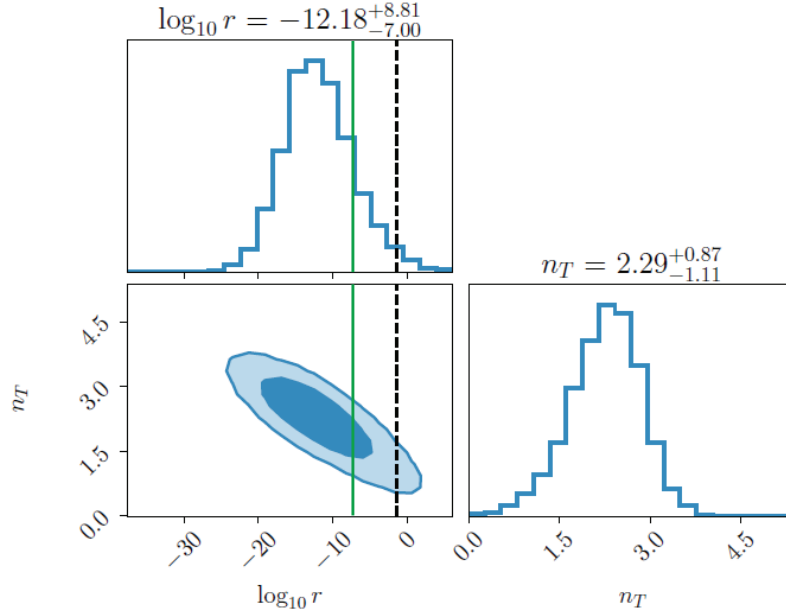 log₁₀ r = −12.18⁺⁸·⁸¹₋₇.₀₀
n_T = 2.29⁺⁰·⁸⁷₋₁.₁₁
n_T
4.5
3.0
1.5
0.0
−30 −20 −10 0
log₁₀ r
0.0 1.5 3.0 4.5
n_T